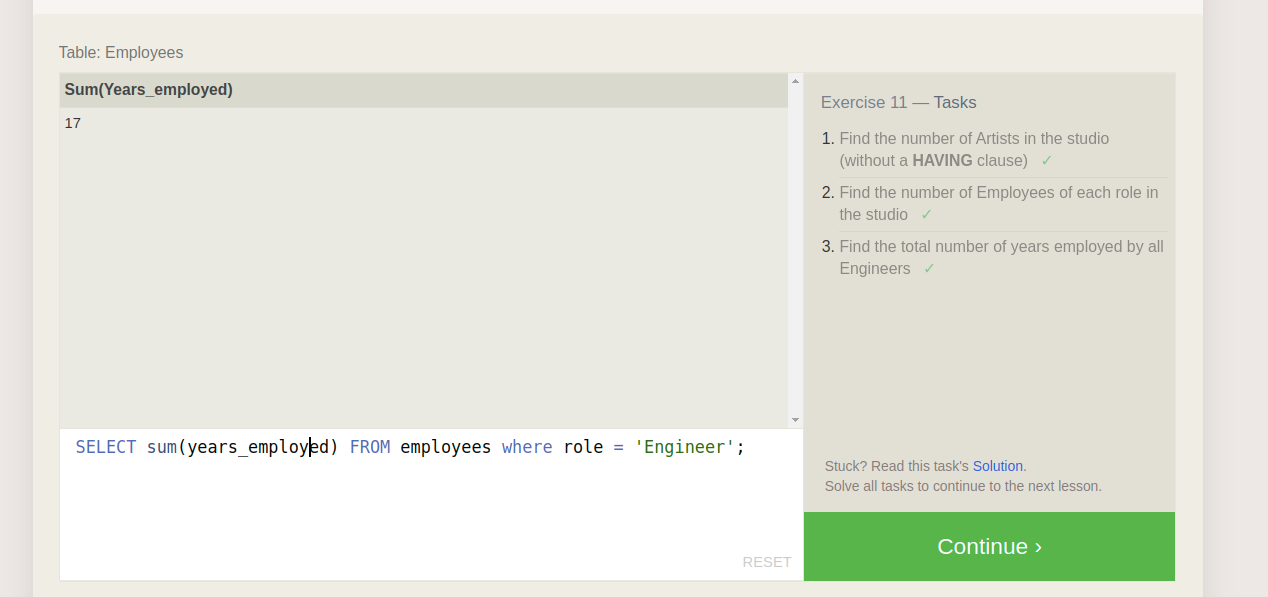 Table: Employees
Sum(Years_employed)
17
SELECT sum(years_employed) FROM employees where role = 'Engineer';
RESET
Exercise 11 — Tasks
1. Find the number of Artists in the studio
(without a HAVING clause) ✓
2. Find the number of Employees of each role in
the studio ✓
3. Find the total number of years employed by all
Engineers ✓
Stuck? Read this task's Solution.
Solve all tasks to continue to the next lesson.
Continue ›